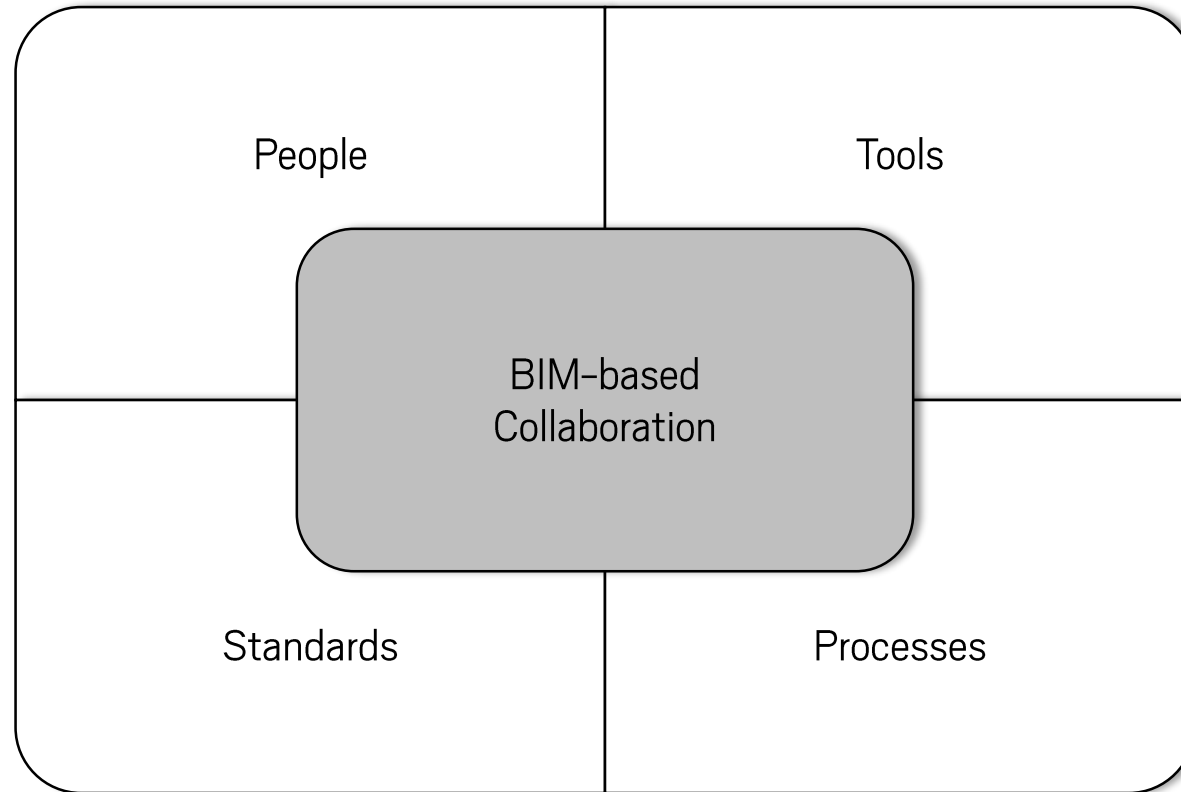 People
Tools
BIM-based
Collaboration
Standards
Processes